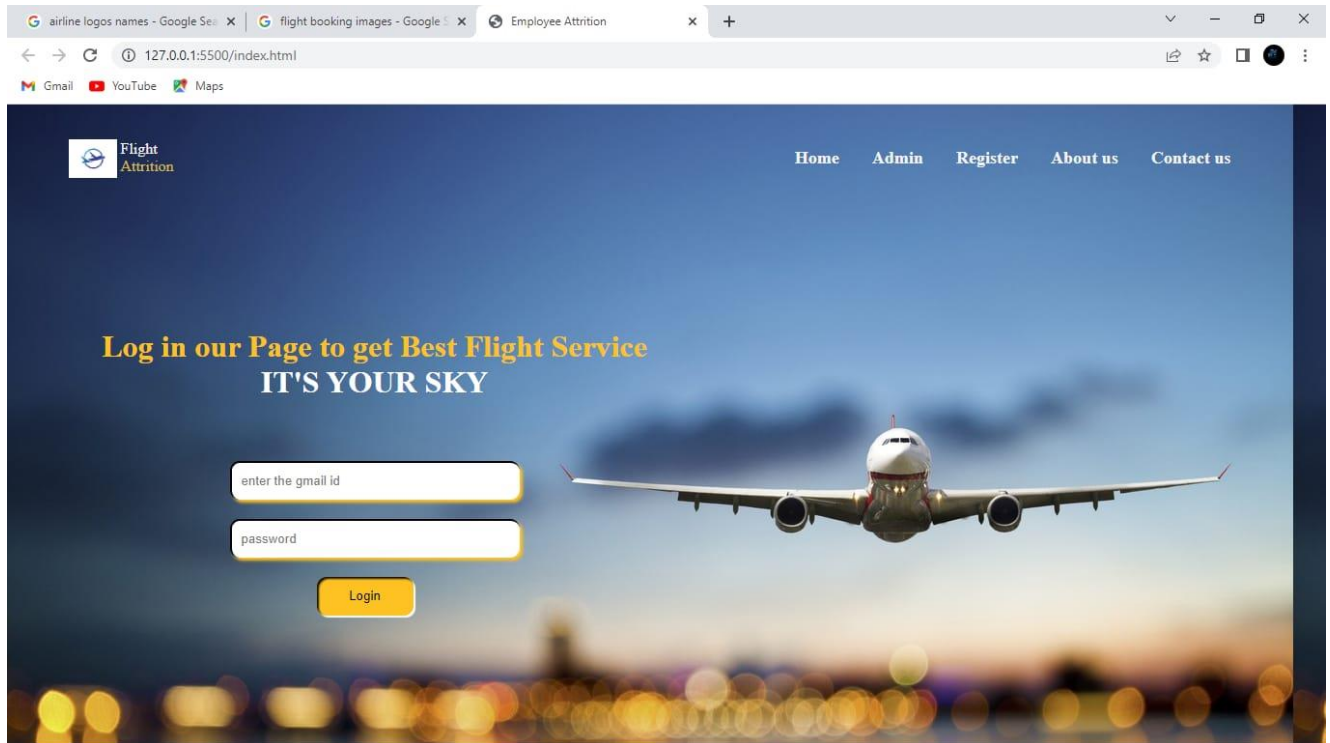 airline logos names - Google Sea
flight booking images - Google S
Employee Attrition
127.0.0.1:5500/index.html
Gmail YouTube Maps
Flight
Attrition
Home Admin Register About us Contact us
Log in our Page to get Best Flight Service
IT'S YOUR SKY
enter the gmail id
password
Login